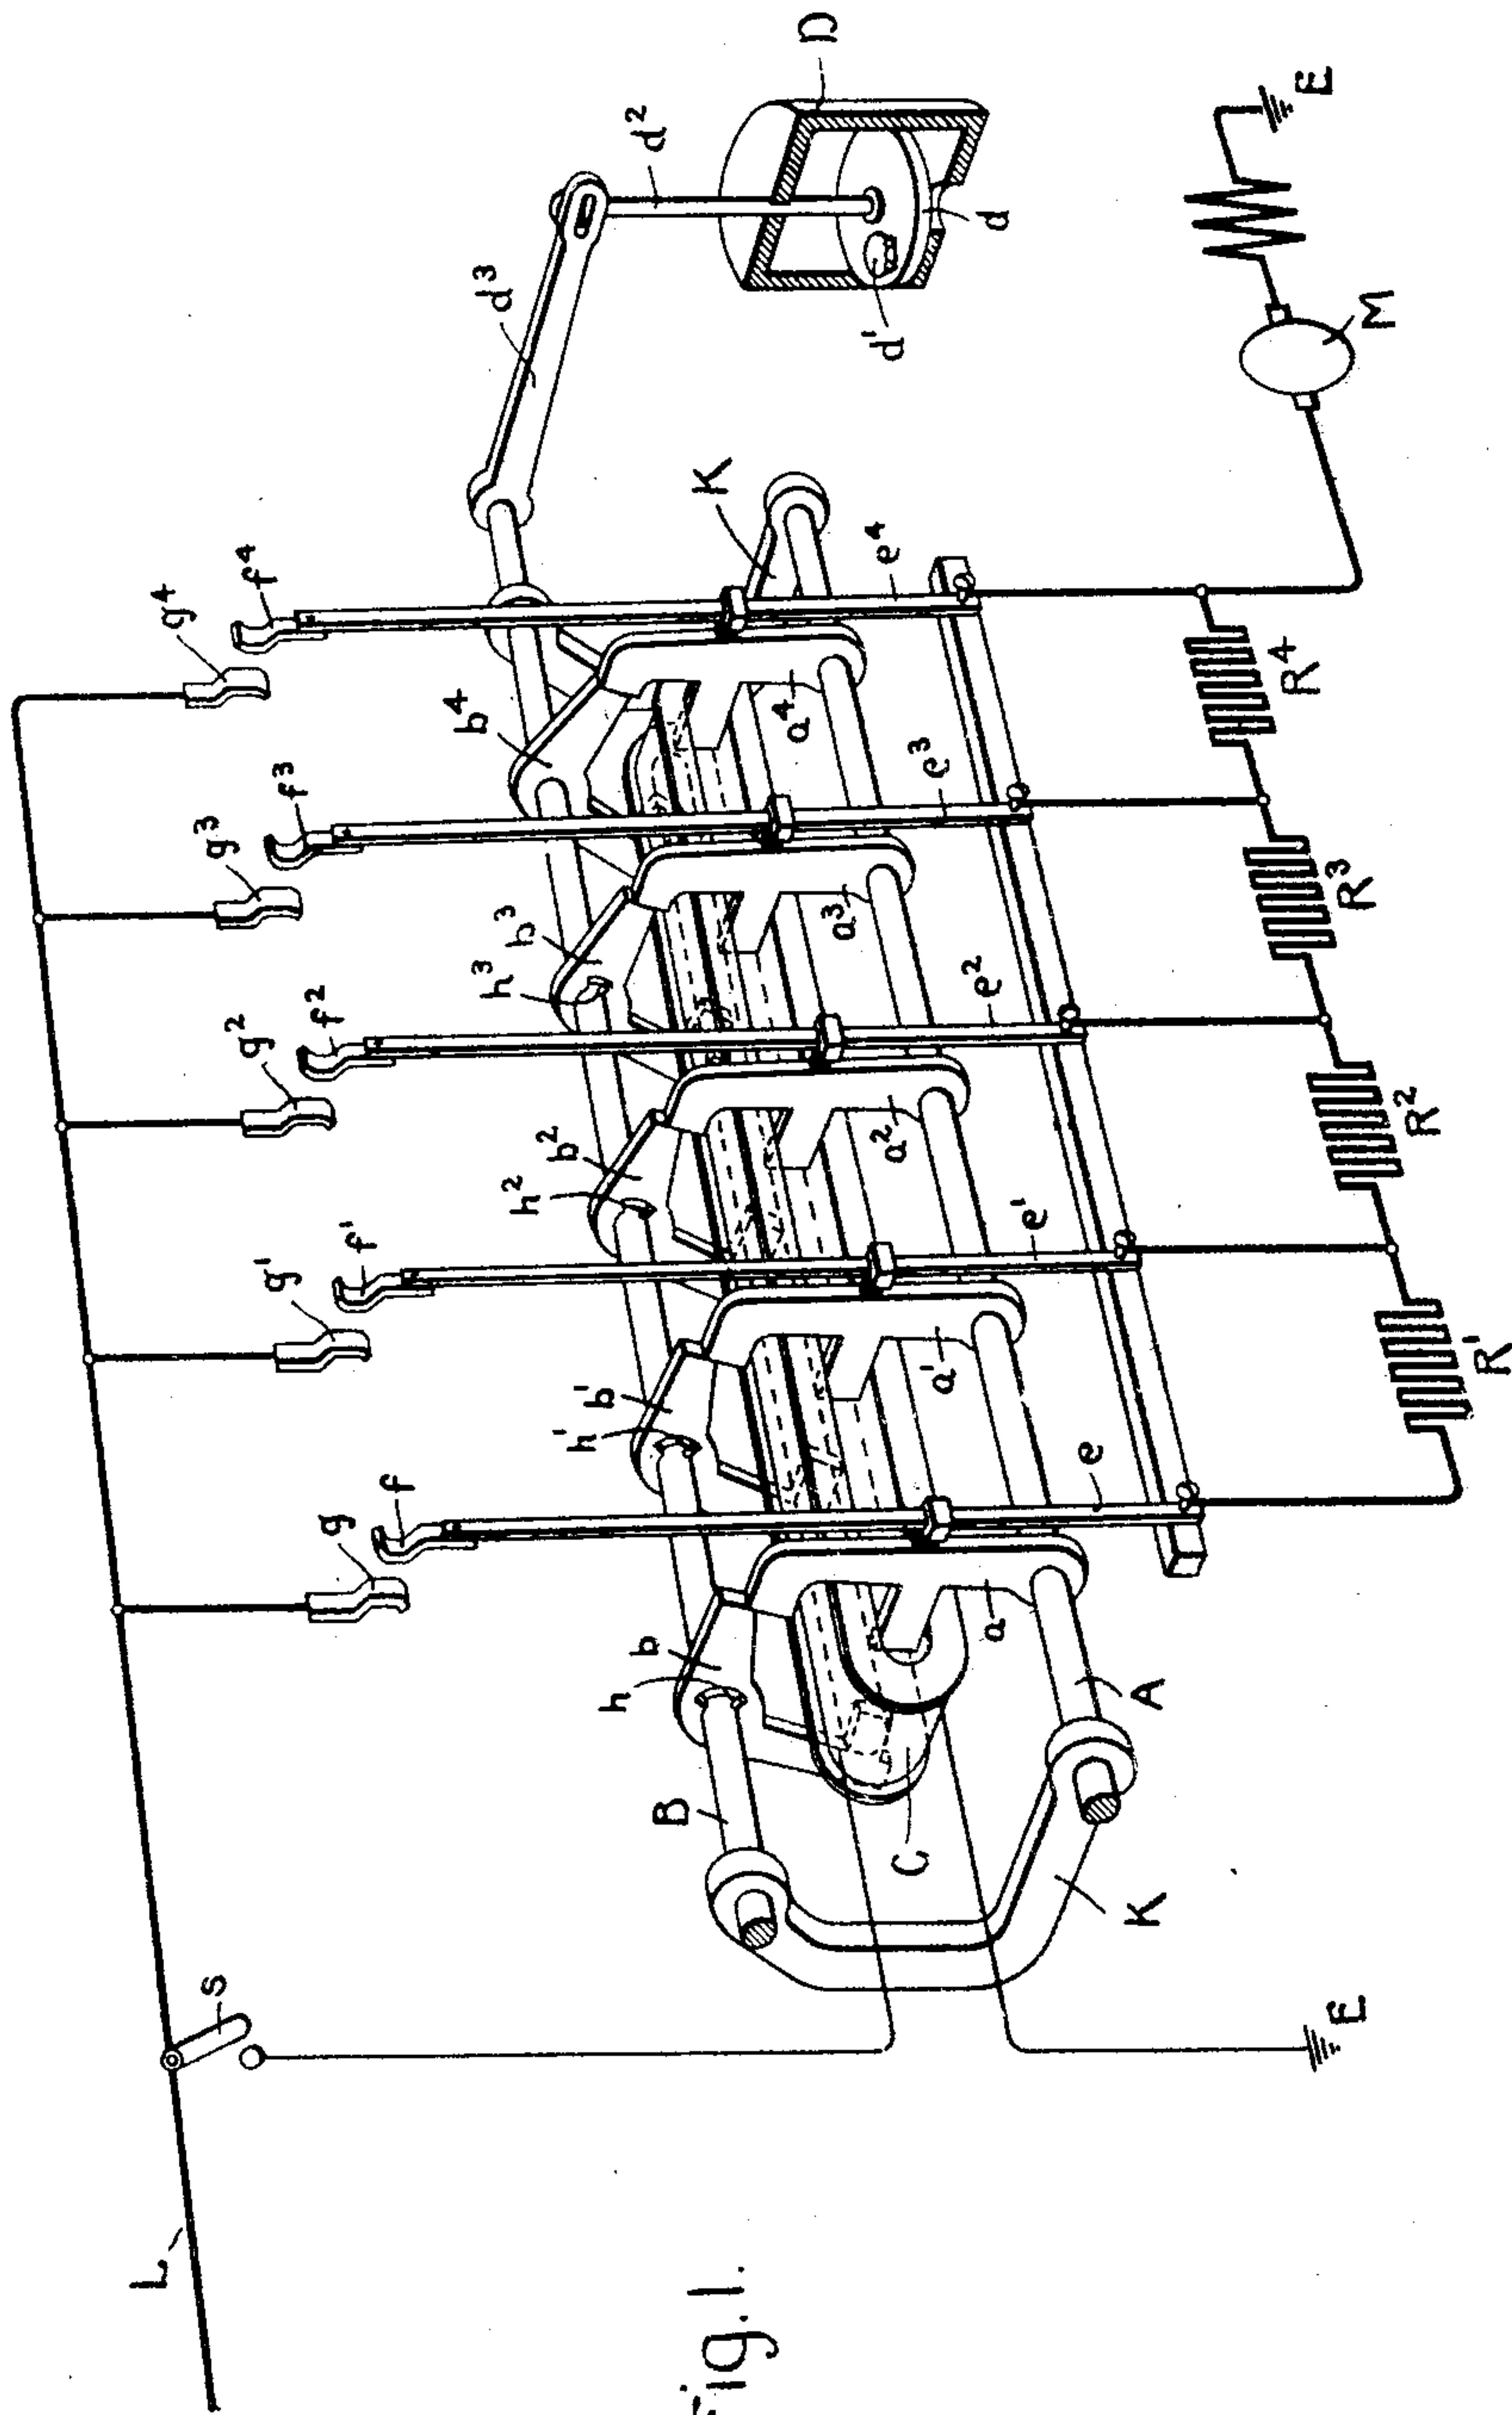 Fig. 1.
L
s
E
g
f
g¹
f¹
g²
f²
g³
f³
g⁴
f⁴
B
h
b
h¹
b¹
h²
b²
h³
b³
b⁴
K
C
A
a
e
a¹
e¹
a²
e²
a³
e³
a⁴
e⁴
K
d³
d²
D
d¹
d
R¹
R²
R³
R⁴
M
E